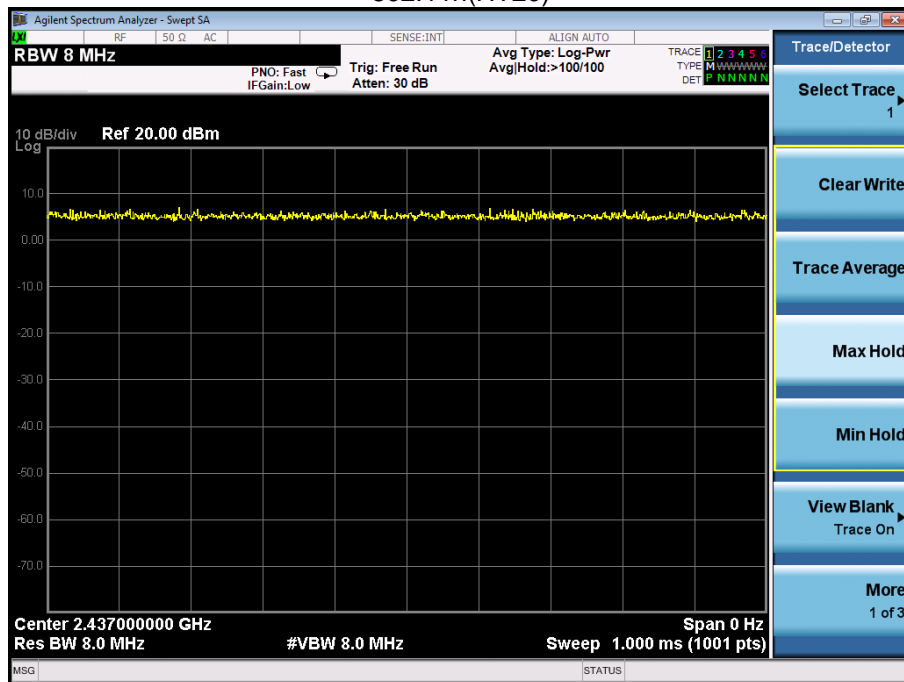 Agilent Spectrum Analyzer - Swept SA
LXI RF 50 Ω AC SENSE:INT ALIGN AUTO
RBW 8 MHz
PNO: Fast
IFGain:Low
Trig: Free Run
Atten: 30 dB
Avg Type: Log-Pwr
Avg|Hold:>100/100
TRACE 1 2 3 4 5 6
TYPE M WWWWW
DET P N N N N N
10 dB/div Ref 20.00 dBm
Log
10.0
0.00
-10.0
-20.0
-30.0
-40.0
-50.0
-60.0
-70.0
Center 2.437000000 GHz Span 0 Hz
Res BW 8.0 MHz #VBW 8.0 MHz Sweep 1.000 ms (1001 pts)
MSG STATUS
Trace/Detector
Select Trace
1
Clear Write
Trace Average
Max Hold
Min Hold
View Blank
Trace On
More
1 of 3